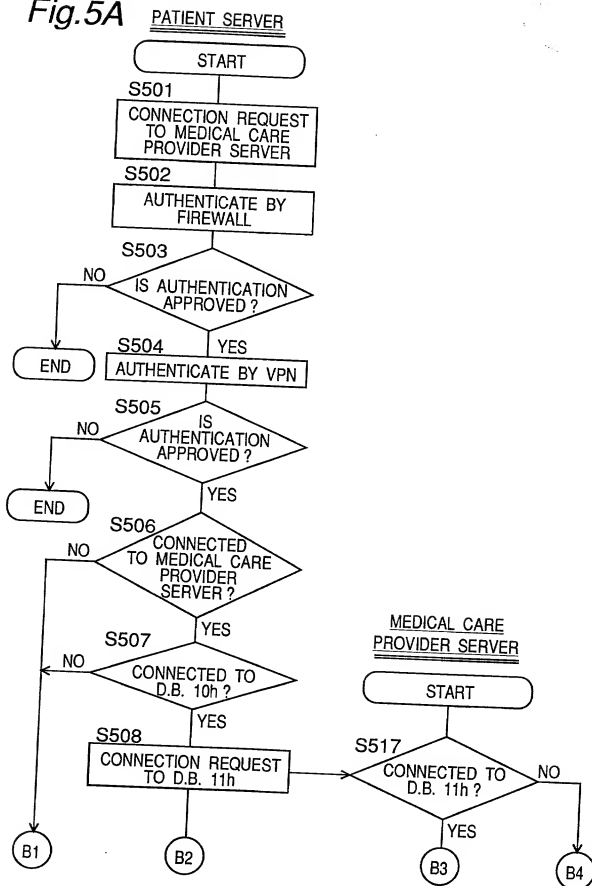 Fig.5A
PATIENT SERVER
START
S501
CONNECTION REQUEST
TO MEDICAL CARE
PROVIDER SERVER
S502
AUTHENTICATE BY
FIREWALL
S503
NO
IS AUTHENTICATION
APPROVED ?
YES
END
S504
AUTHENTICATE BY VPN
S505
NO
IS
AUTHENTICATION
APPROVED ?
YES
END
S506
NO
CONNECTED
TO MEDICAL CARE
PROVIDER
SERVER ?
YES
S507
NO
CONNECTED TO
D.B. 10h ?
YES
S508
CONNECTION REQUEST
TO D.B. 11h
B1
B2
MEDICAL CARE
PROVIDER SERVER
START
S517
CONNECTED TO
D.B. 11h ?
NO
YES
B3
B4